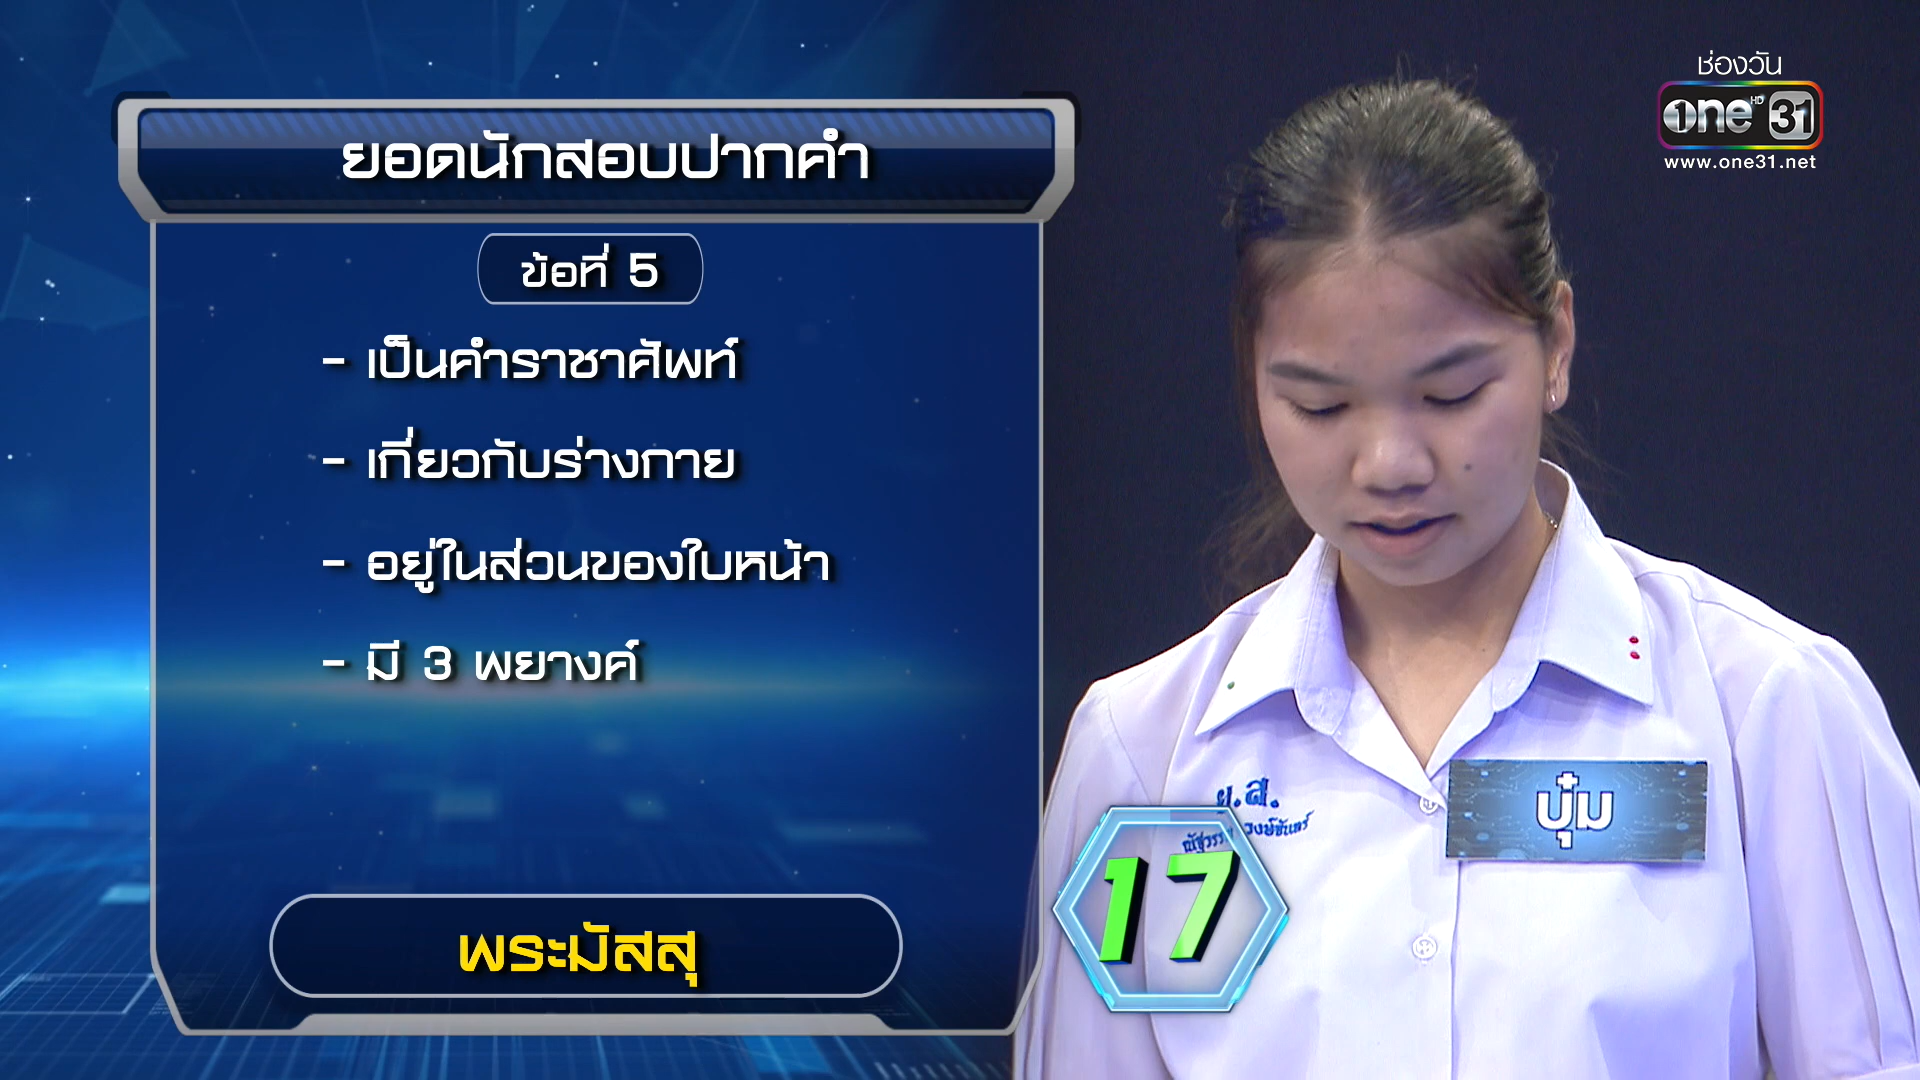 ยอดนักสอบปากคำ
ข้อที่ 5
- เป็นคำราชาศัพท์
- เกี่ยวกับร่างกาย
- อยู่ในส่วนของใบหน้า
- มี 3 พยางค์
พระมัสสุ
17
ช่องวัน
one HD 31
www.one31.net
ปุ๋ม
ย.ส.